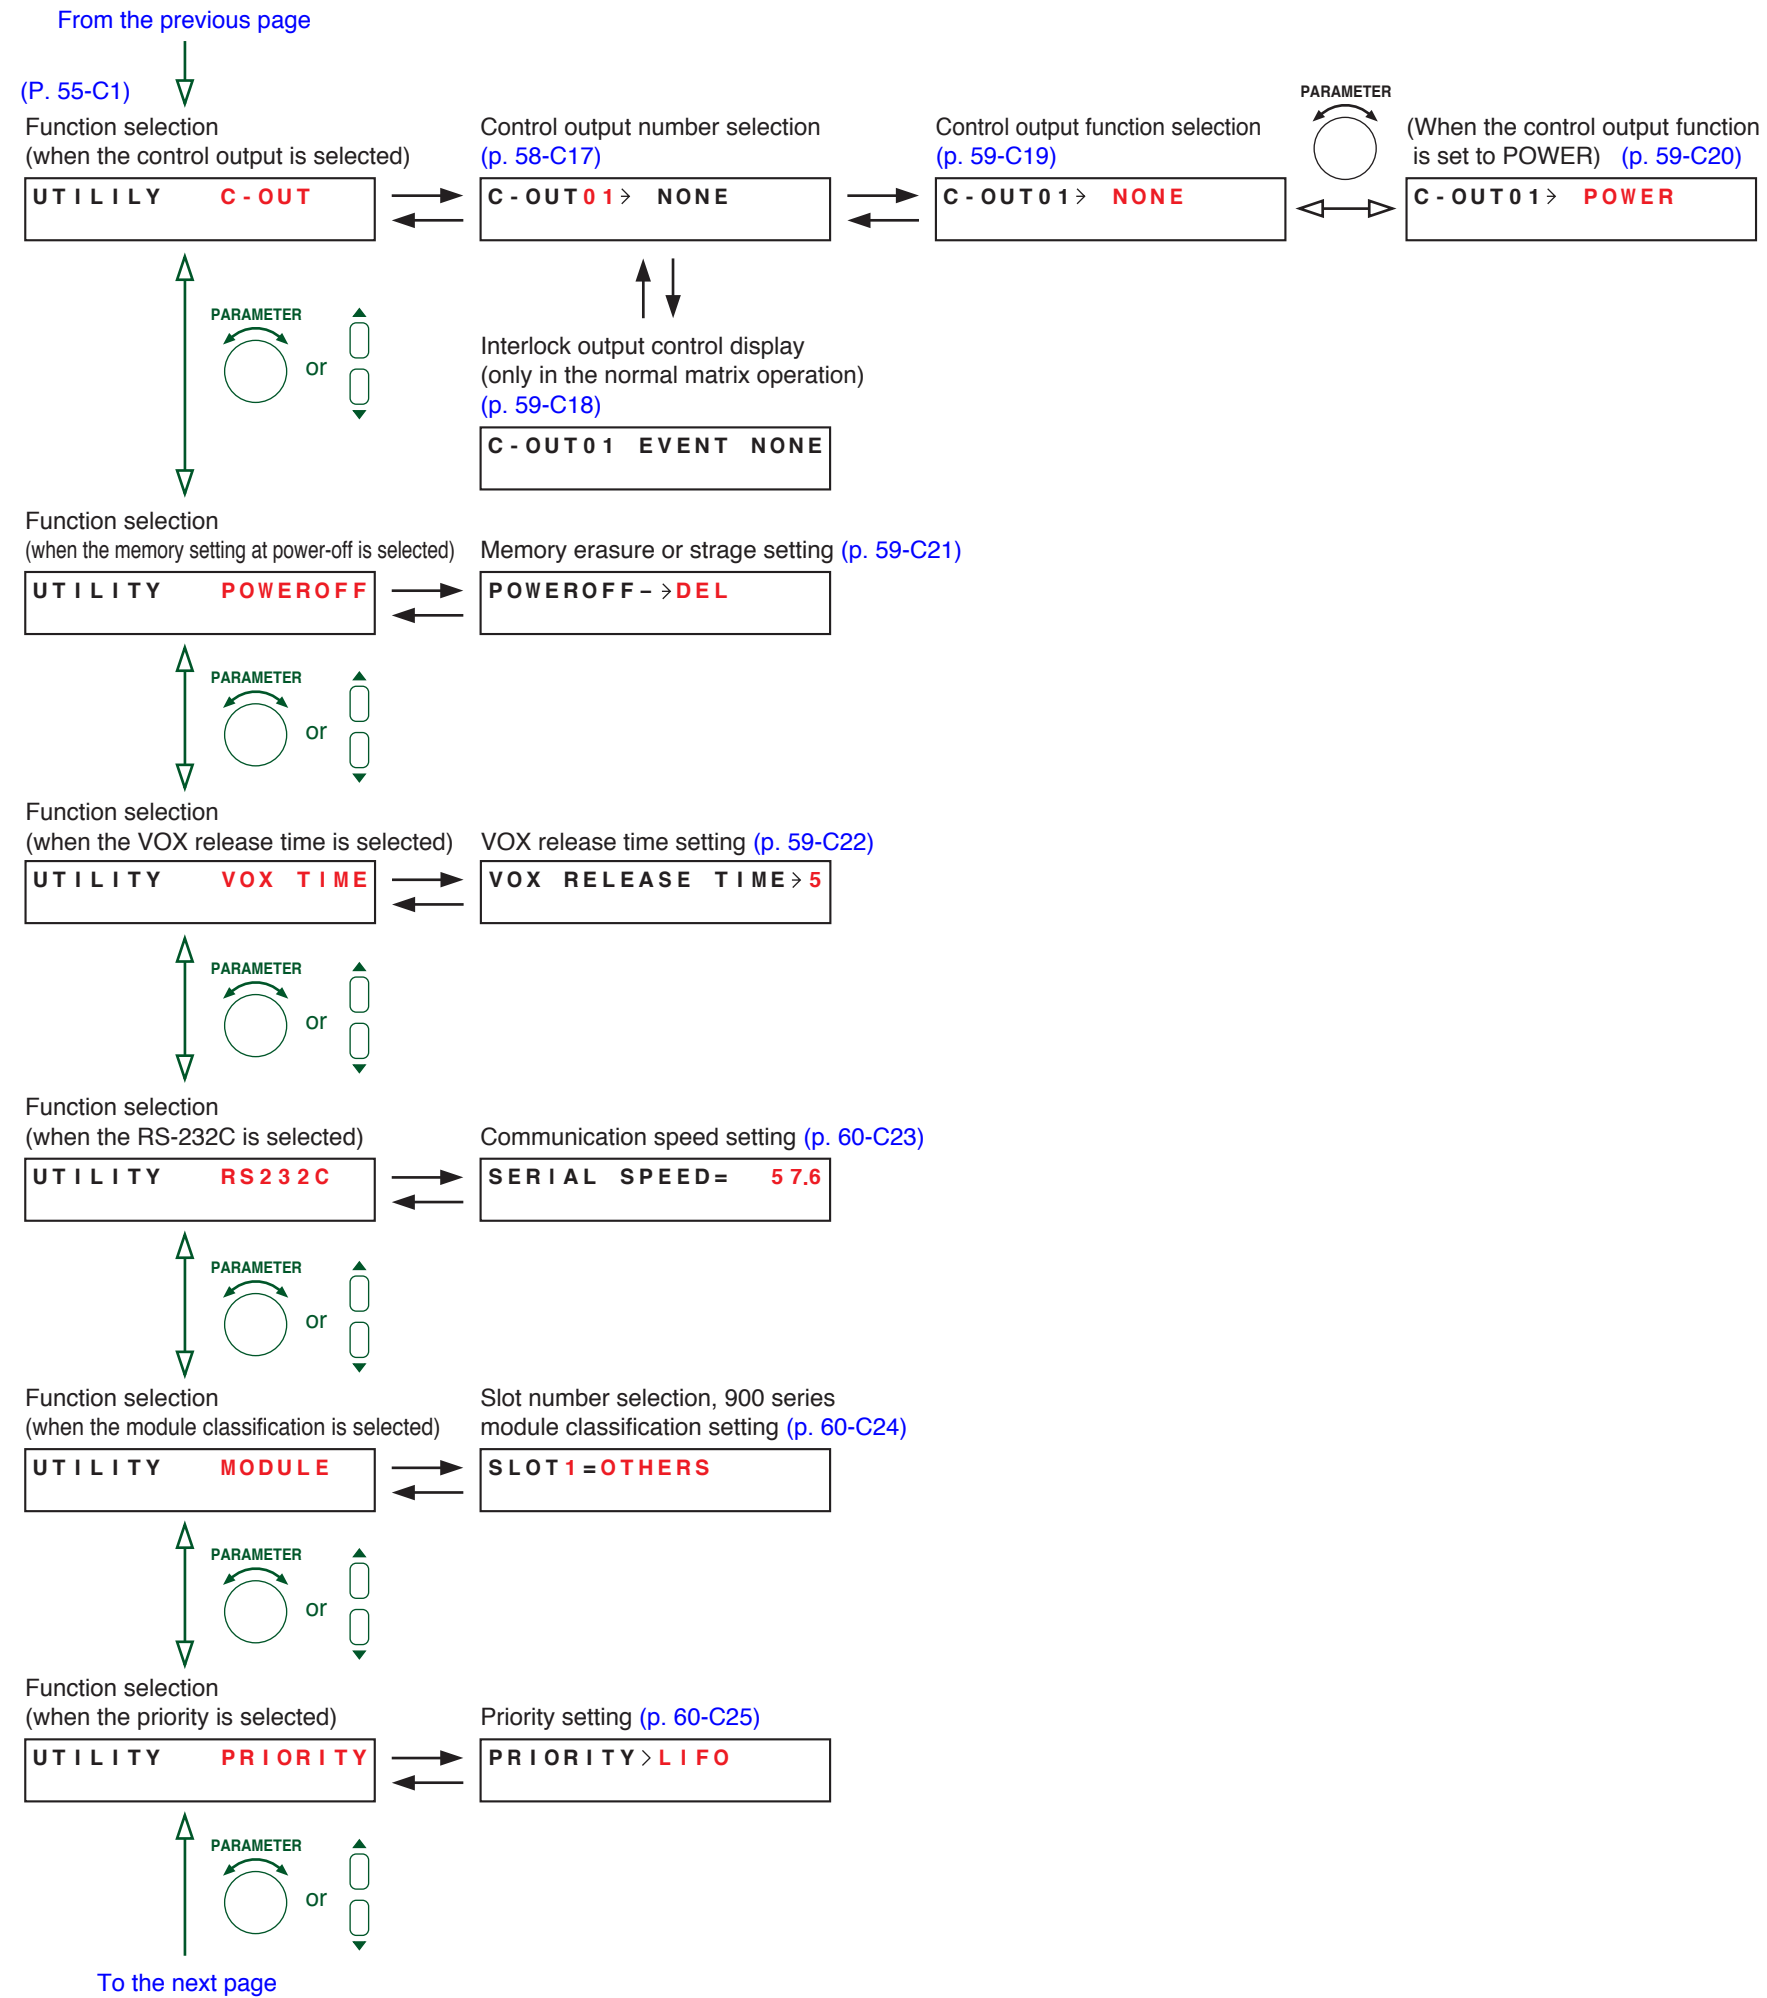 From the previous page
(P. 55-C1)
Function selection
(when the control output is selected)
UTILILY C-OUT
Control output number selection
(p. 58-C17)
C-OUT01> NONE
Control output function selection
(p. 59-C19)
C-OUT01> NONE
PARAMETER
(When the control output function
is set to POWER) (p. 59-C20)
C-OUT01> POWER
PARAMETER
or
Interlock output control display
(only in the normal matrix operation)
(p. 59-C18)
C-OUT01 EVENT NONE
Function selection
(when the memory setting at power-off is selected)
UTILITY POWEROFF
Memory erasure or strage setting (p. 59-C21)
POWEROFF–>DEL
PARAMETER
or
Function selection
(when the VOX release time is selected)
UTILITY VOX TIME
VOX release time setting (p. 59-C22)
VOX RELEASE TIME>5
PARAMETER
or
Function selection
(when the RS-232C is selected)
UTILITY RS232C
Communication speed setting (p. 60-C23)
SERIAL SPEED= 57.6
PARAMETER
or
Function selection
(when the module classification is selected)
UTILITY MODULE
Slot number selection, 900 series
module classification setting (p. 60-C24)
SLOT1=OTHERS
PARAMETER
or
Function selection
(when the priority is selected)
UTILITY PRIORITY
Priority setting (p. 60-C25)
PRIORITY>LIFO
PARAMETER
or
To the next page